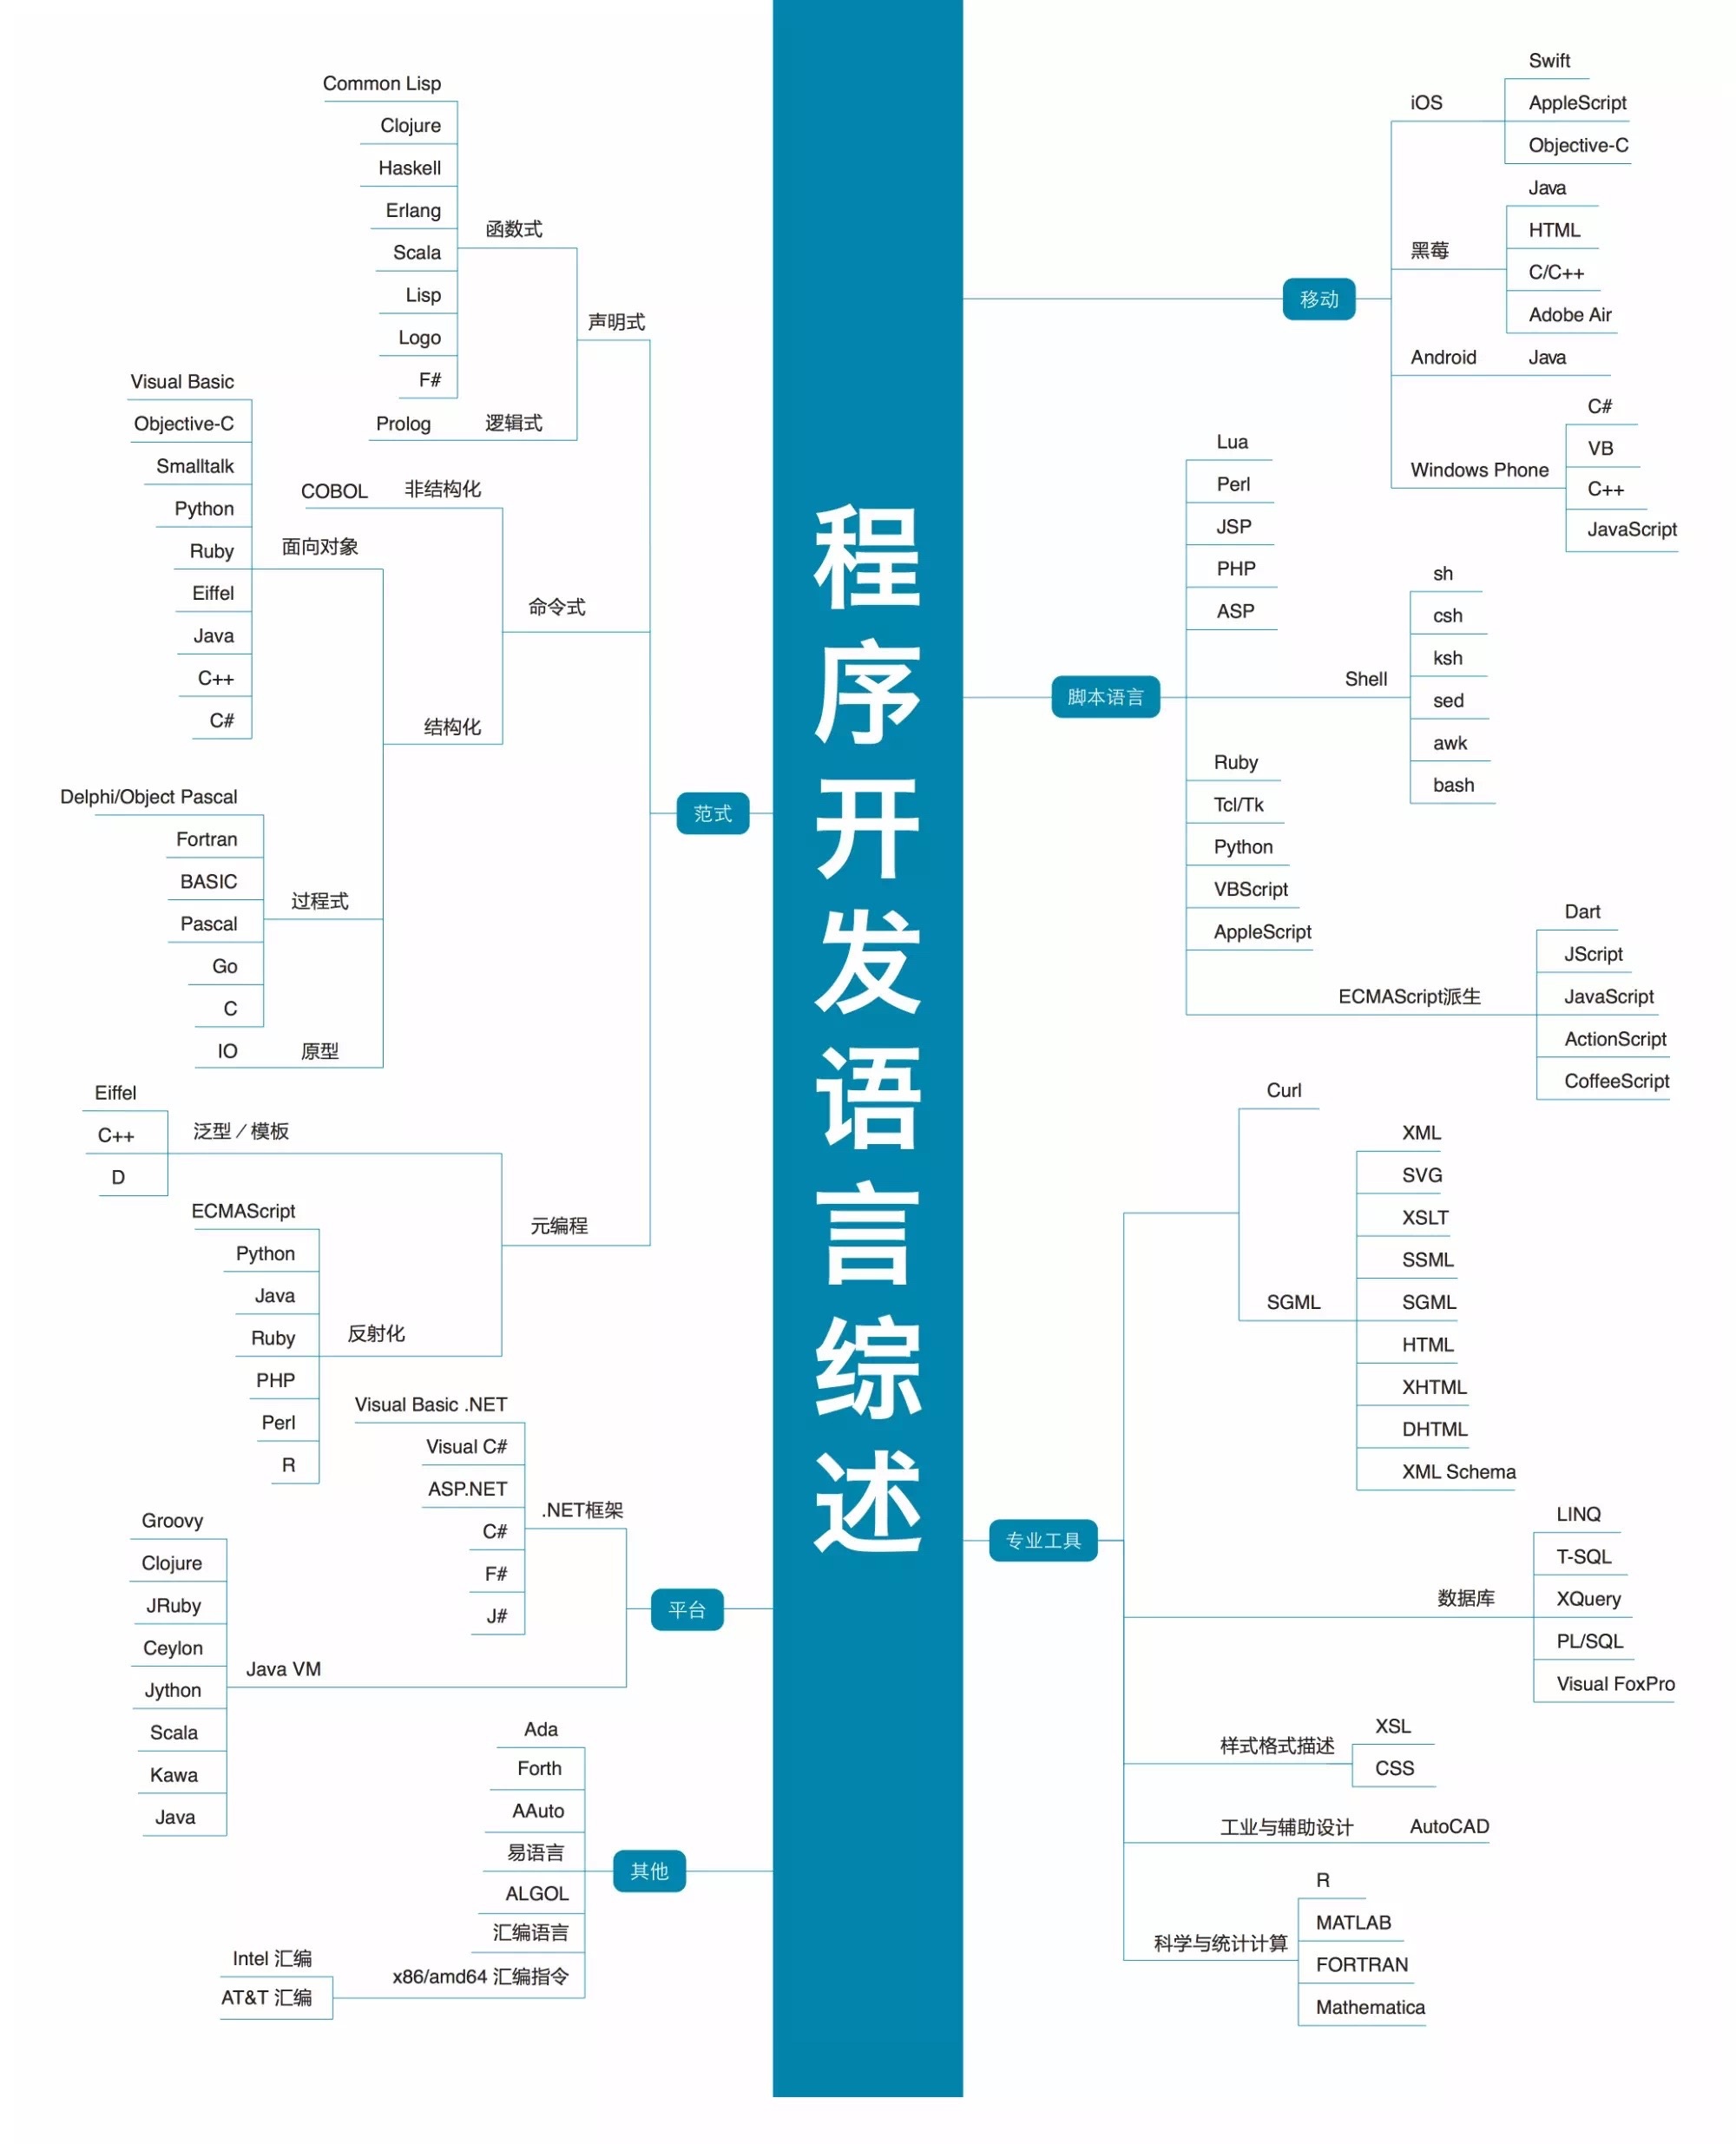 程序开发语言综述
范式
声明式
函数式
Common Lisp
Clojure
Haskell
Erlang
Scala
Lisp
Logo
F#
逻辑式
Prolog
命令式
非结构化
COBOL
结构化
面向对象
Visual Basic
Objective-C
Smalltalk
Python
Ruby
Eiffel
Java
C++
C#
过程式
Delphi/Object Pascal
Fortran
BASIC
Pascal
Go
C
原型
IO
元编程
泛型／模板
Eiffel
C++
D
反射化
ECMAScript
Python
Java
Ruby
PHP
Perl
R
平台
.NET框架
Visual Basic .NET
Visual C#
ASP.NET
C#
F#
J#
Java VM
Groovy
Clojure
JRuby
Ceylon
Jython
Scala
Kawa
Java
其他
Ada
Forth
AAuto
易语言
ALGOL
汇编语言
x86/amd64 汇编指令
Intel 汇编
AT&T 汇编
移动
iOS
Swift
AppleScript
Objective-C
黑莓
Java
HTML
C/C++
Adobe Air
Android
Java
Windows Phone
C#
VB
C++
JavaScript
脚本语言
Lua
Perl
JSP
PHP
ASP
Shell
sh
csh
ksh
sed
awk
bash
Ruby
Tcl/Tk
Python
VBScript
AppleScript
ECMAScript派生
Dart
JScript
JavaScript
ActionScript
CoffeeScript
专业工具
Curl
SGML
XML
SVG
XSLT
SSML
SGML
HTML
XHTML
DHTML
XML Schema
数据库
LINQ
T-SQL
XQuery
PL/SQL
Visual FoxPro
样式格式描述
XSL
CSS
工业与辅助设计
AutoCAD
科学与统计计算
R
MATLAB
FORTRAN
Mathematica